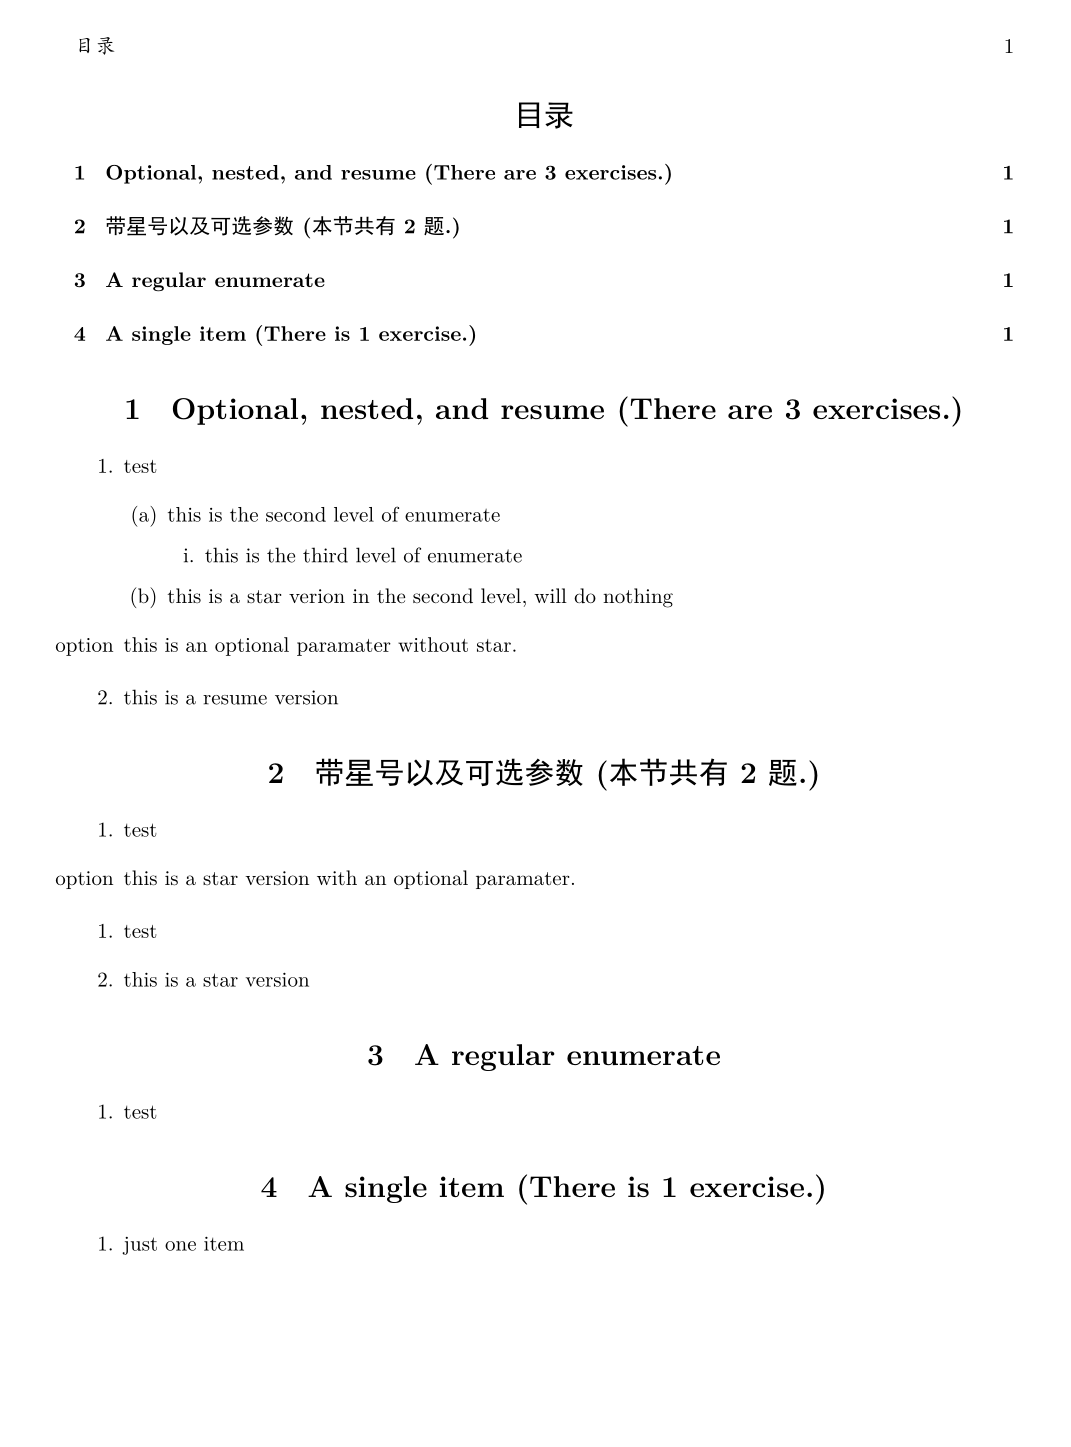 目录 1
目录
1 Optional, nested, and resume (There are 3 exercises.) 1
2 带星号以及可选参数 (本节共有 2 题.) 1
3 A regular enumerate 1
4 A single item (There is 1 exercise.) 1
1 Optional, nested, and resume (There are 3 exercises.)
1. test
(a) this is the second level of enumerate
i. this is the third level of enumerate
(b) this is a star verion in the second level, will do nothing
option this is an optional paramater without star.
2. this is a resume version
2 带星号以及可选参数 (本节共有 2 题.)
1. test
option this is a star version with an optional paramater.
1. test
2. this is a star version
3 A regular enumerate
1. test
4 A single item (There is 1 exercise.)
1. just one item